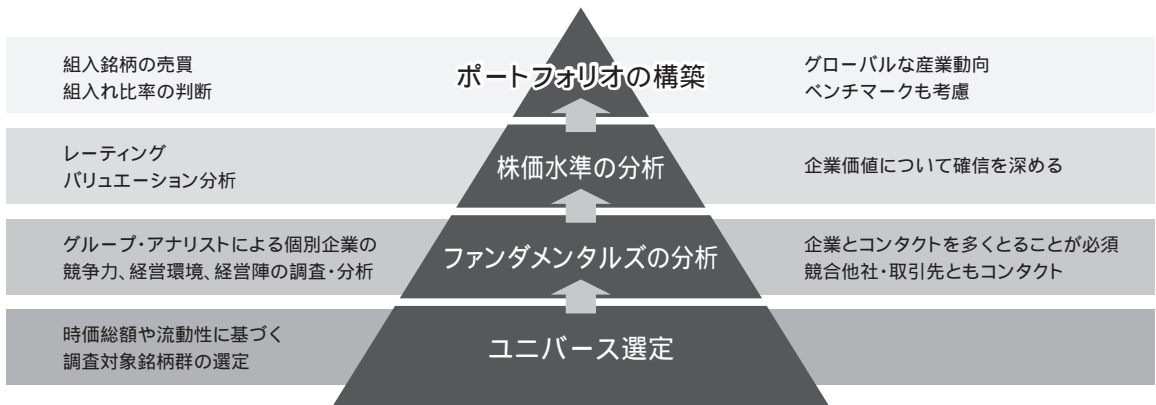 組入銘柄の売買
組入れ比率の判断
ポートフォリオの構築
グローバルな産業動向
ベンチマークも考慮
レーティング
バリュエーション分析
株価水準の分析
企業価値について確信を深める
グループ・アナリストによる個別企業の
競争力、経営環境、経営陣の調査・分析
ファンダメンタルズの分析
企業とコンタクトを多くとることが必須
競合他社・取引先ともコンタクト
時価総額や流動性に基づく
調査対象銘柄群の選定
ユニバース選定